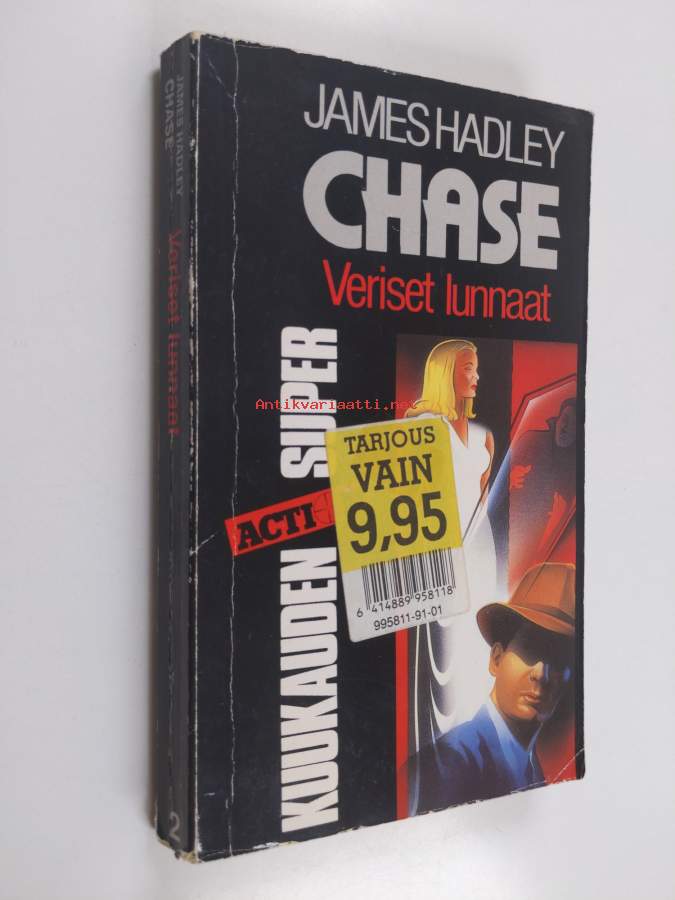 JAMES HADLEY
CHASE
Veriset lunnaat
KUUKAUDEN SUPER
ACTI
TARJOUS
VAIN
9,95
6 414889 958118
995811-91-01
JAMES HADLEY
CHASE
Veriset lunnaat
2
Antikvariaatti.net